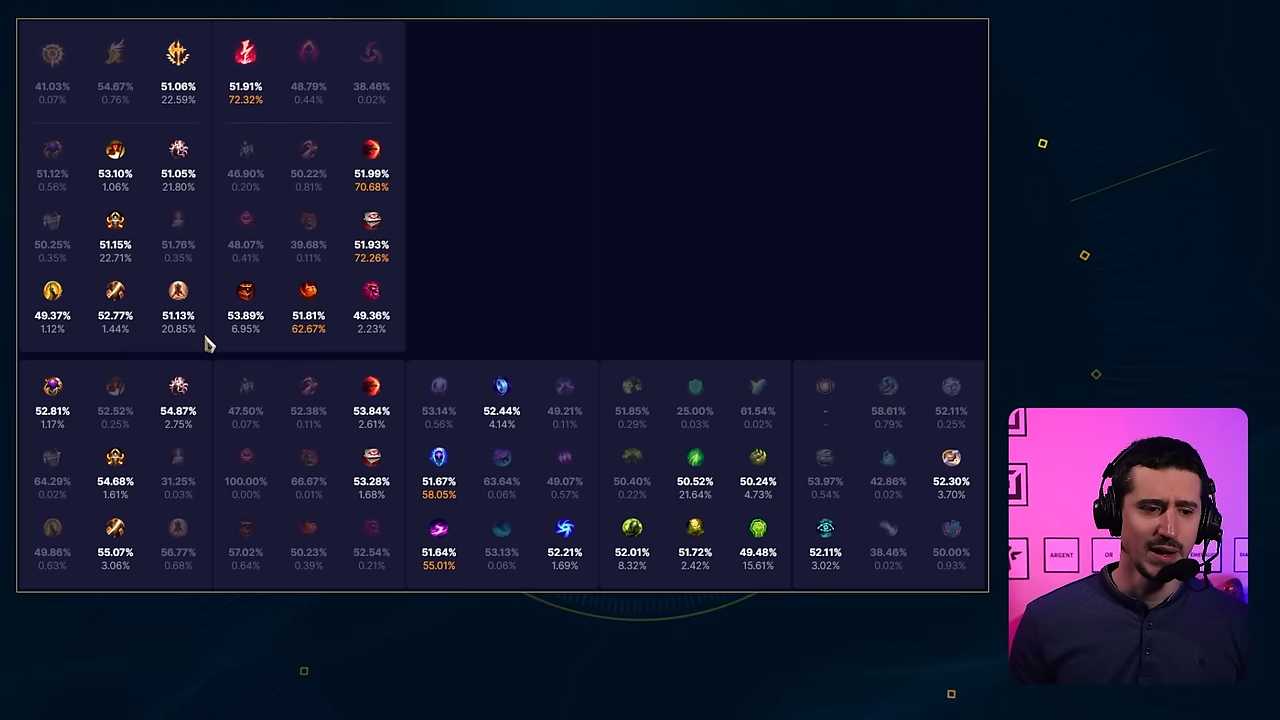 41.03% 54.67% 51.06% 51.91% 48.79% 38.46%
0.07% 0.76% 22.59% 72.32% 0.44% 0.02%
51.12% 53.10% 51.05% 46.90% 50.22% 51.99%
0.56% 1.06% 21.80% 0.20% 0.81% 70.68%
50.25% 51.15% 51.76% 48.07% 39.68% 51.93%
0.35% 22.71% 0.35% 0.41% 0.11% 72.26%
49.37% 52.77% 51.13% 53.89% 51.81% 49.36%
1.12% 1.44% 20.85% 6.95% 62.67% 2.23%
52.81% 52.52% 54.87% 47.50% 52.38% 53.84% 53.14% 52.44% 49.21% 51.85% 25.00% 61.54% - 58.61% 52.11%
1.17% 0.25% 2.75% 0.07% 0.11% 2.61% 0.56% 4.14% 0.11% 0.29% 0.03% 0.02% - 0.79% 0.25%
64.29% 54.68% 31.25% 100.00% 66.67% 53.28% 51.67% 63.64% 49.07% 50.40% 50.52% 50.24% 53.97% 42.86% 52.30%
0.02% 1.61% 0.03% 0.00% 0.01% 1.68% 58.05% 0.06% 0.57% 0.22% 21.64% 4.73% 0.54% 0.02% 3.70%
49.86% 55.07% 56.77% 57.02% 50.23% 52.54% 51.64% 53.13% 52.21% 52.01% 51.72% 49.48% 52.11% 38.46% 50.00%
0.63% 3.06% 0.68% 0.64% 0.39% 0.21% 55.01% 0.06% 1.69% 8.32% 2.42% 15.61% 3.02% 0.02% 0.93%
ARGENT OR